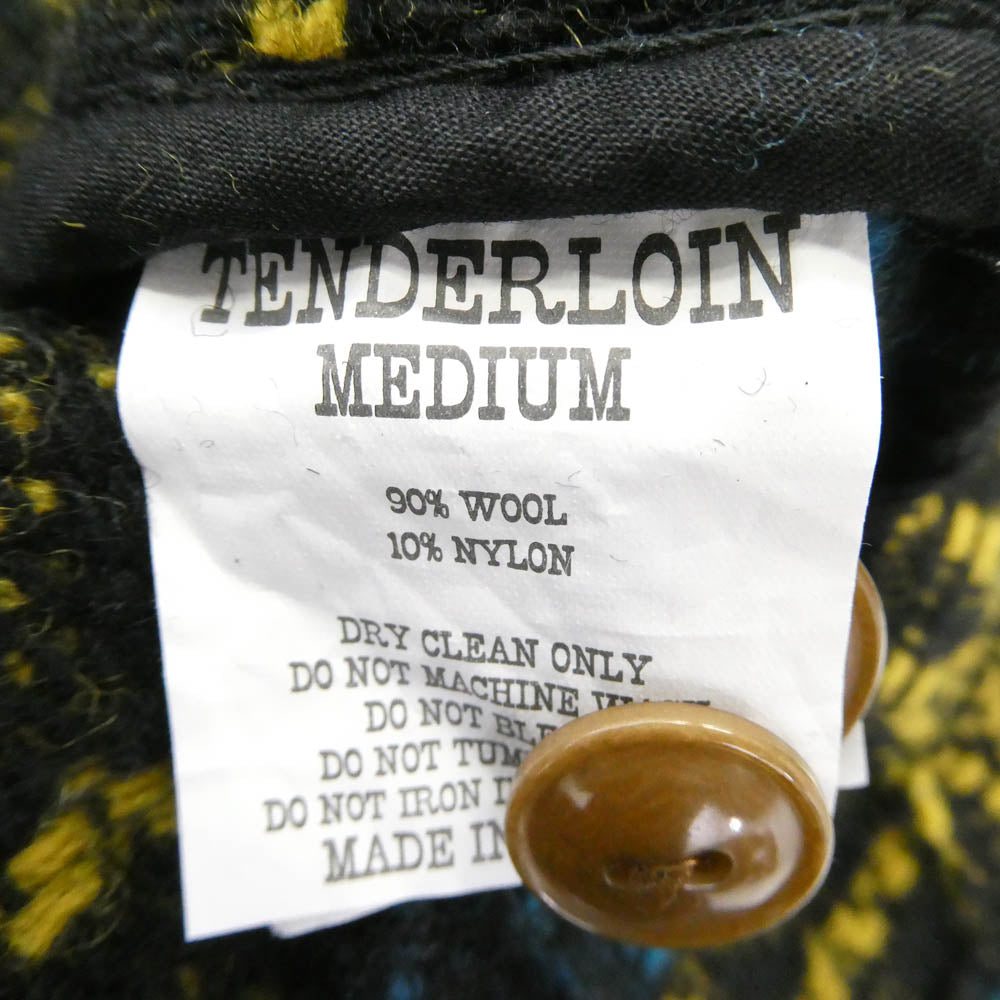 TENDERLOIN
MEDIUM
90% WOOL
10% NYLON
DRY CLEAN ONLY
DO NOT MACHINE
DO NOT
DO NOT
DO NOT IRON
MADE IN